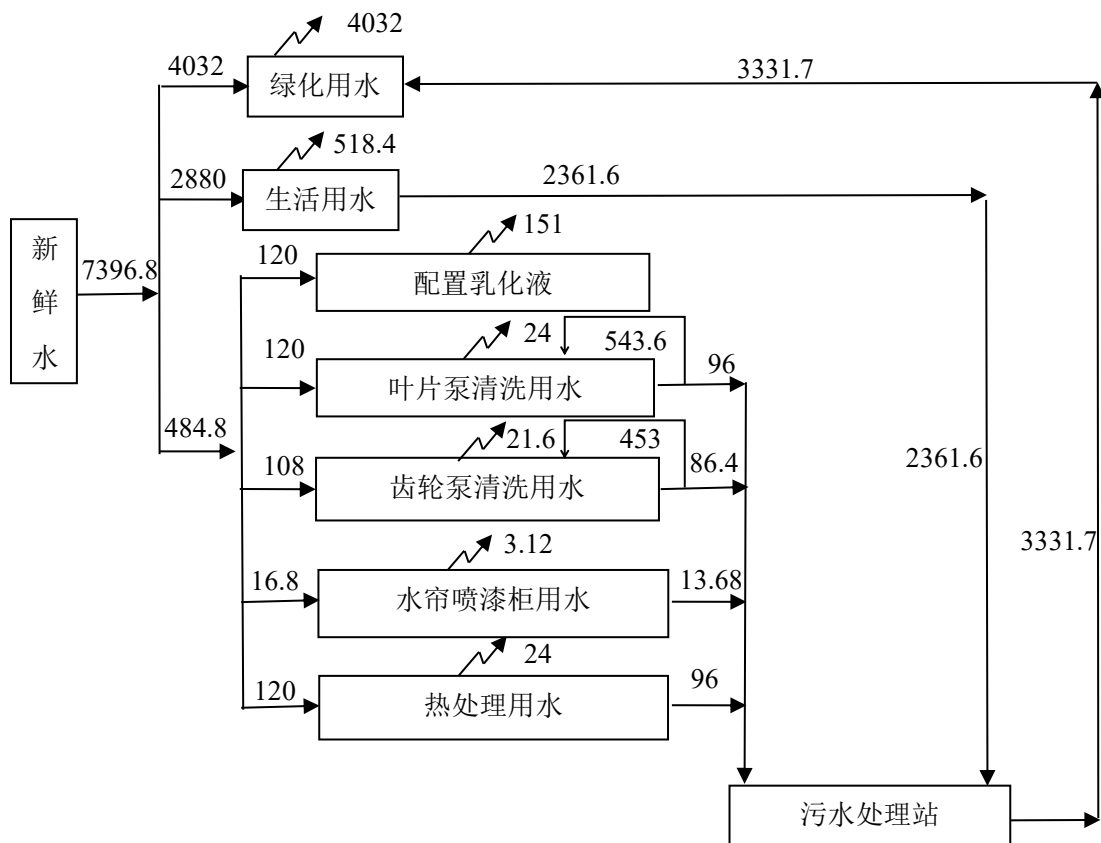 4032
4032
绿化用水
3331.7
518.4
2880
生活用水
2361.6
新
鲜
水
7396.8
151
120
配置乳化液
24
543.6
120
叶片泵清洗用水
96
484.8
21.6
453
108
齿轮泵清洗用水
86.4
2361.6
3331.7
3.12
16.8
水帘喷漆柜用水
13.68
24
120
热处理用水
96
污水处理站